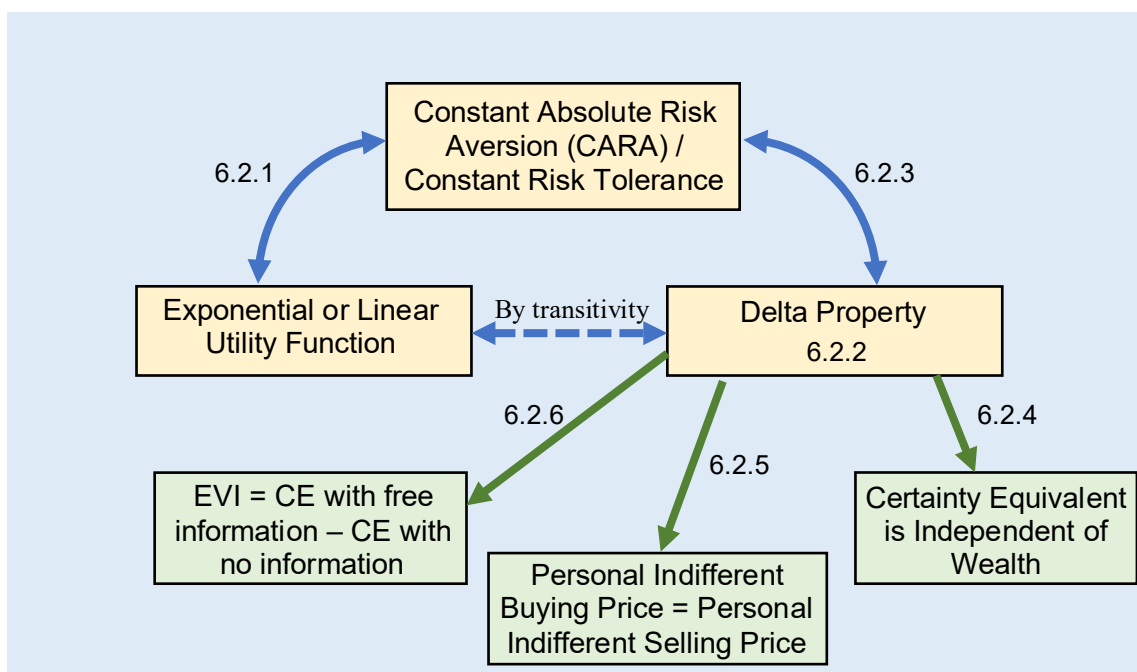 Constant Absolute Risk
Aversion (CARA) /
Constant Risk Tolerance
6.2.1
6.2.3
Exponential or Linear
Utility Function
By transitivity
Delta Property
6.2.2
6.2.6
6.2.5
6.2.4
EVI = CE with free
information – CE with
no information
Personal Indifferent
Buying Price = Personal
Indifferent Selling Price
Certainty Equivalent
is Independent of
Wealth